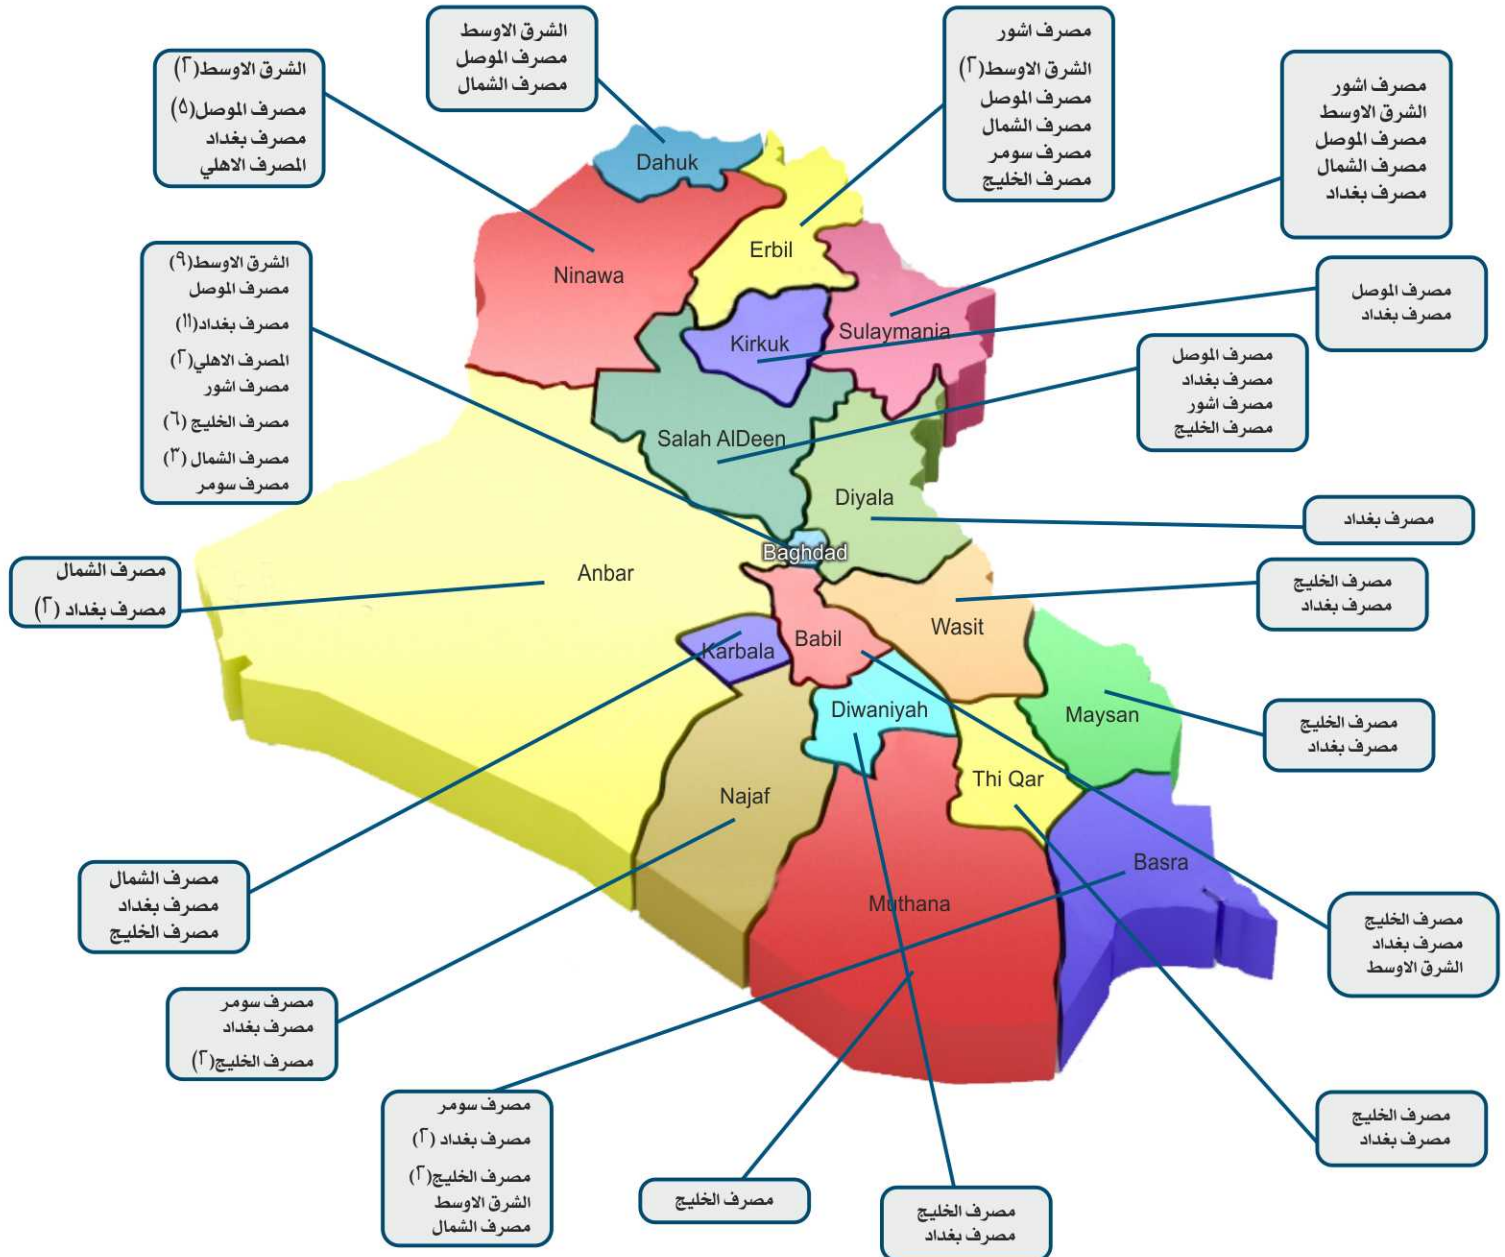 الشرق الاوسط
مصرف الموصل
مصرف الشمال
مصرف اشور
الشرق الاوسط(٢)
مصرف الموصل
مصرف الشمال
مصرف سومر
مصرف الخليج
الشرق الاوسط(٢)
مصرف الموصل(٥)
مصرف بغداد
المصرف الاهلي
مصرف اشور
الشرق الاوسط
مصرف الموصل
مصرف الشمال
مصرف بغداد
الشرق الاوسط(٩)
مصرف الموصل
مصرف بغداد(١١)
المصرف الاهلي(٢)
مصرف اشور
مصرف الخليج (٦)
مصرف الشمال (٣)
مصرف سومر
مصرف الموصل
مصرف بغداد
مصرف الموصل
مصرف بغداد
مصرف اشور
مصرف الخليج
مصرف بغداد
مصرف الشمال
مصرف بغداد (٢)
مصرف الخليج
مصرف بغداد
مصرف الخليج
مصرف بغداد
مصرف الشمال
مصرف بغداد
مصرف الخليج
مصرف الخليج
مصرف بغداد
الشرق الاوسط
مصرف سومر
مصرف بغداد
مصرف الخليج(٢)
مصرف سومر
مصرف بغداد (٢)
مصرف الخليج(٢)
الشرق الاوسط
مصرف الشمال
مصرف الخليج
مصرف الخليج
مصرف بغداد
مصرف الخليج
مصرف بغداد
Dahuk
Erbil
Ninawa
Sulaymania
Kirkuk
Salah AlDeen
Diyala
Baghdad
Anbar
Wasit
Babil
Karbala
Diwaniyah
Maysan
Thi Qar
Najaf
Basra
Muthana